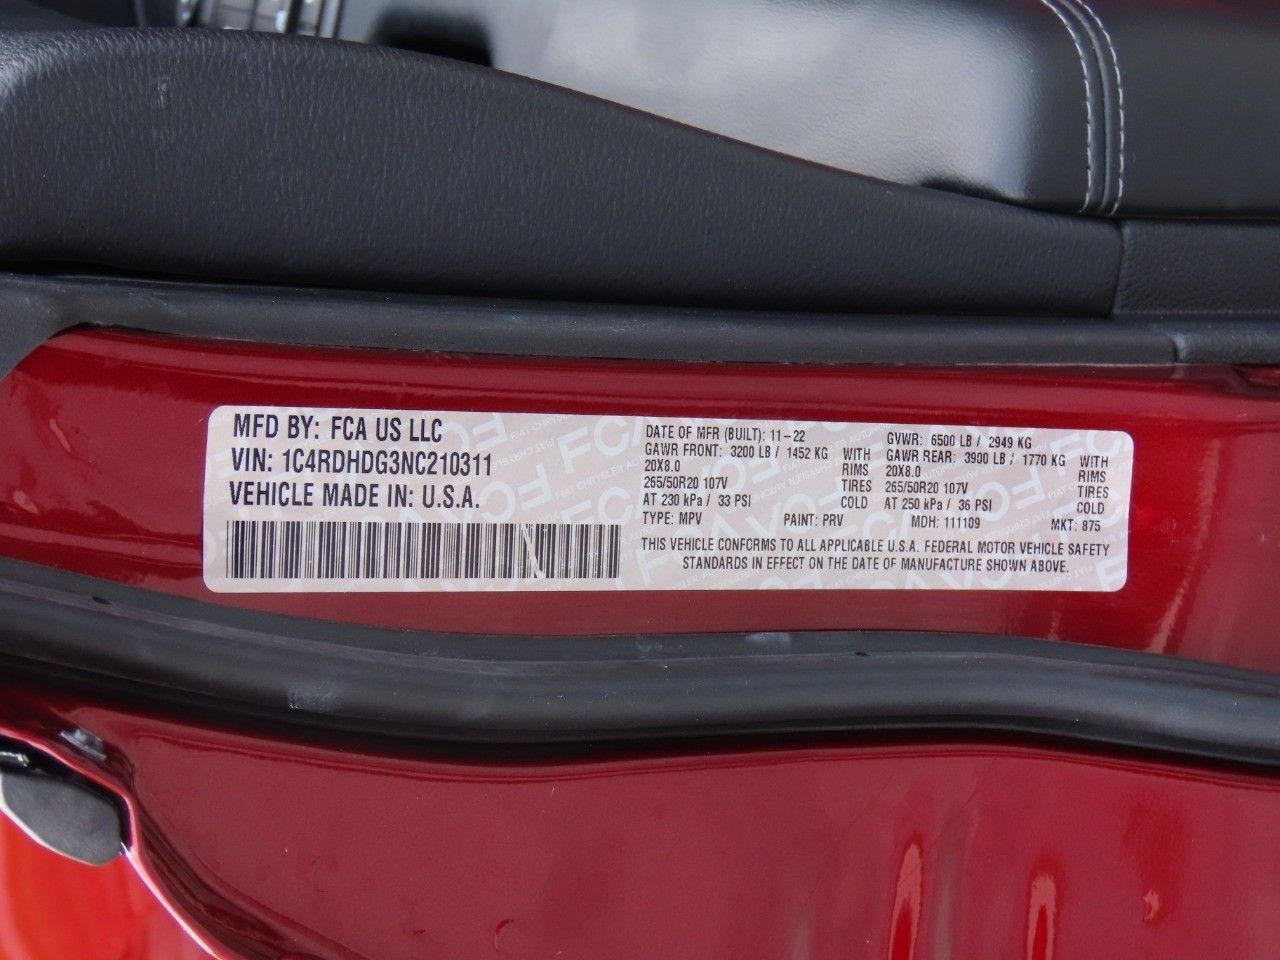 MFD BY: FCA US LLC
VIN: 1C4RDHDG3NC210311
VEHICLE MADE IN: U.S.A.
DATE OF MFR (BUILT): 11-22 GVWR: 6500 LB / 2949 KG
GAWR FRONT: 3200 LB / 1452 KG WITH GAWR REAR: 3900 LB / 1770 KG WITH
20X8.0 RIMS 20X8.0 RIMS
265/50R20 107V TIRES 265/50R20 107V TIRES
AT 230 kPa / 33 PSI COLD AT 250 kPa / 36 PSI COLD
TYPE: MPV PAINT: PRV MDH: 111109 MKT: 875
THIS VEHICLE CONFORMS TO ALL APPLICABLE U.S.A. FEDERAL MOTOR VEHICLE SAFETY
STANDARDS IN EFFECT ON THE DATE OF MANUFACTURE SHOWN ABOVE.